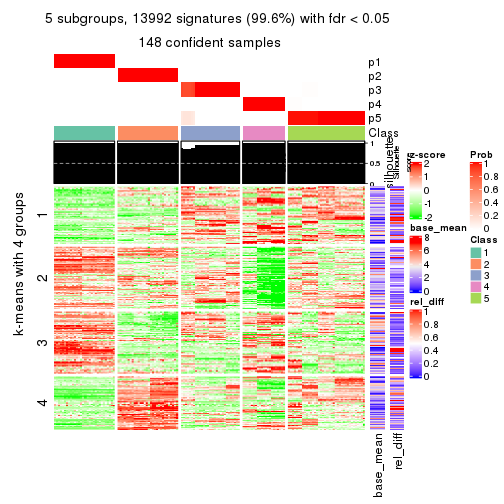 5 subgroups, 13992 signatures (99.6%) with fdr < 0.05
148 confident samples
p1
p2
p3
p4
p5
Class
1
0.5
0
silhouette
Silhouette
score
k-means with 4 groups
1
2
3
4
base_mean
rel_diff
z-score
2
1
0
-1
-2
base_mean
8
6
4
2
0
rel_diff
1
0.8
0.6
0.4
0.2
0
Prob
1
0.8
0.6
0.4
0.2
0
Class
1
2
3
4
5